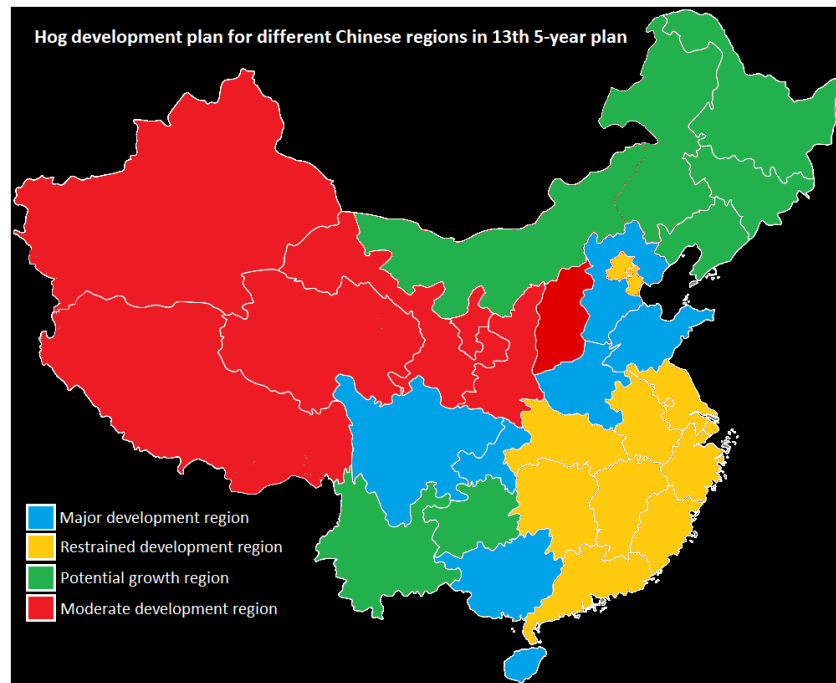 Hog development plan for different Chinese regions in 13th 5-year plan
Major development region
Restrained development region
Potential growth region
Moderate development region